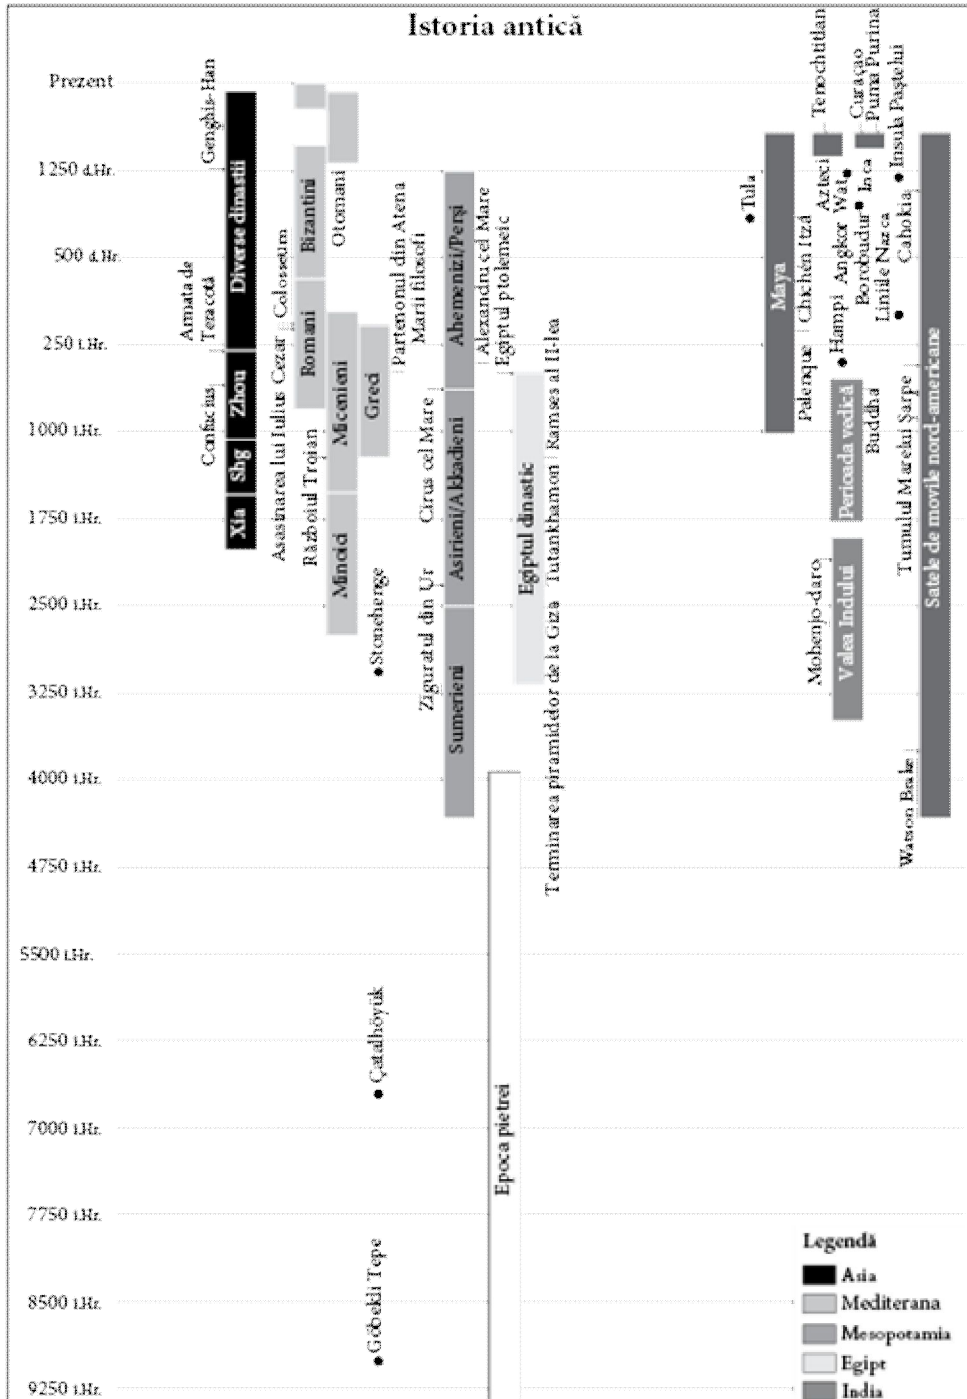 Istoria antică
Prezent
1250 d.Hr.
500 d.Hr.
250 î.Hr.
1000 î.Hr.
1750 î.Hr.
2500 î.Hr.
3250 î.Hr.
4000 î.Hr.
4750 î.Hr.
5500 î.Hr.
6250 î.Hr.
7000 î.Hr.
7750 î.Hr.
8500 î.Hr.
9250 î.Hr.
Armata de
Teracotă
Genghis-Han
Confucius
Diverse dinastii
Zhou
Shg
Xia
Asasinarea lui Iulius Cezar
Colosseum
Războiul Troian
Bizantini
Romani
Otomani
Micenieni
Minoici
Greci
Stonehenge
Çatalhöyük
Göbekli Tepe
Partenonul din Atena
Marii filosofi
Cirus cel Mare
Ziguratul din Ur
Ahemenizi/Perși
Asirieni/Akkadieni
Sumerieni
Alexandru cel Mare
Egiptul ptolemeic
Epoca pietrei
Egiptul dinastic
Terminarea piramidelor de la Giza
Tutankhamon
Ramses al II-lea
Tula
Maya
Palenque
Chichén Itzá
Tenochtitlan
Azteci
Mohenjo-daro
Hampi
Angkor Wat
Perioada vedică
Valea Indului
Curaçao
Puma Purina
Inca
Borobudur
Buddha
Liniile Nazca
Insula Paștelui
Cahokia
Tumulul Marelui Șarpe
Watson Brake
Satele de movile nord-americane
Legendă
Asia
Mediterana
Mesopotamia
Egipt
India